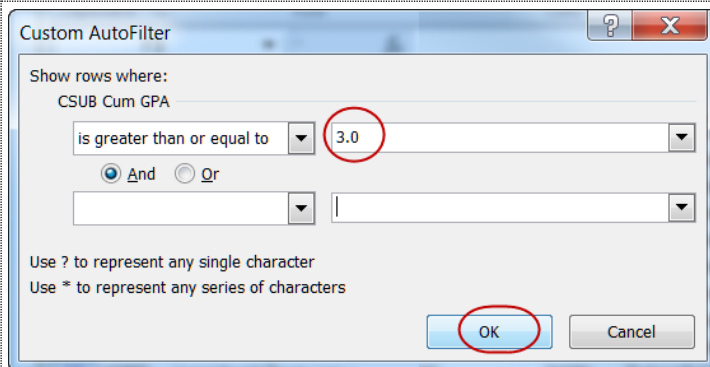 Custom AutoFilter
Show rows where:
CSUB Cum GPA
is greater than or equal to 3.0
And Or
Use ? to represent any single character
Use * to represent any series of characters
OK Cancel